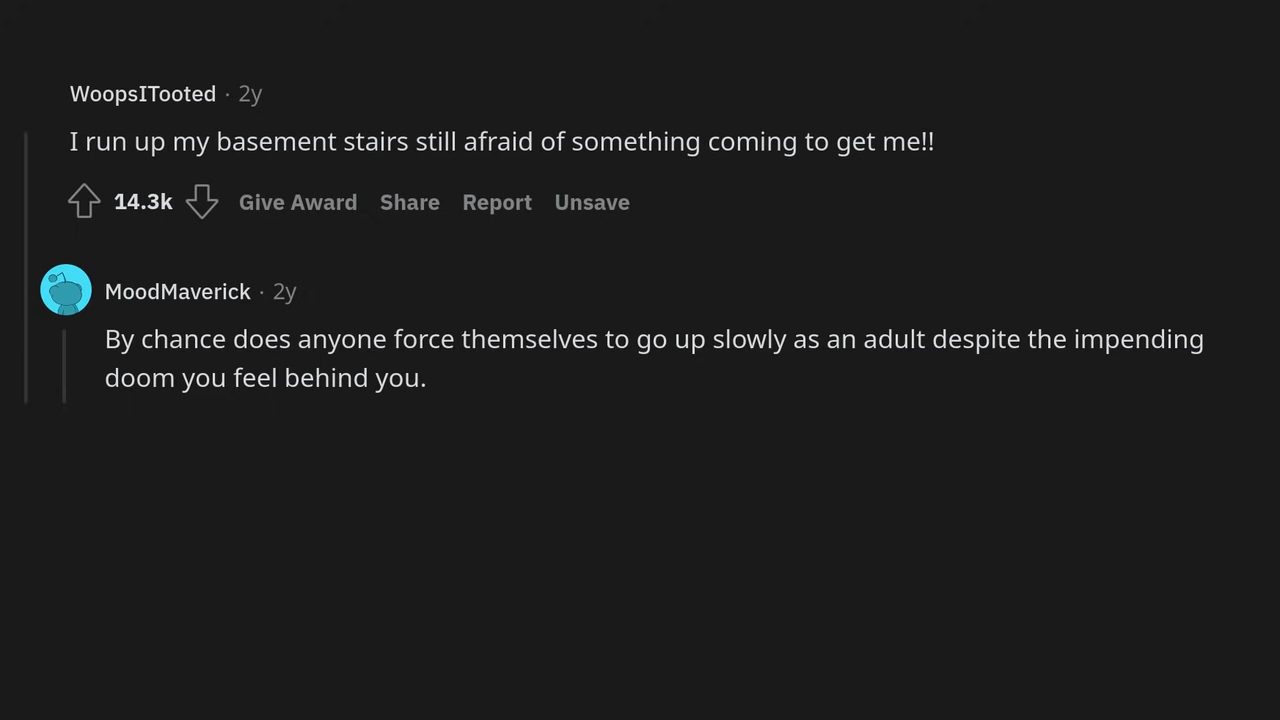 WoopsITooted · 2y
I run up my basement stairs still afraid of something coming to get me!!
14.3k Give Award Share Report Unsave
MoodMaverick · 2y
By chance does anyone force themselves to go up slowly as an adult despite the impending
doom you feel behind you.